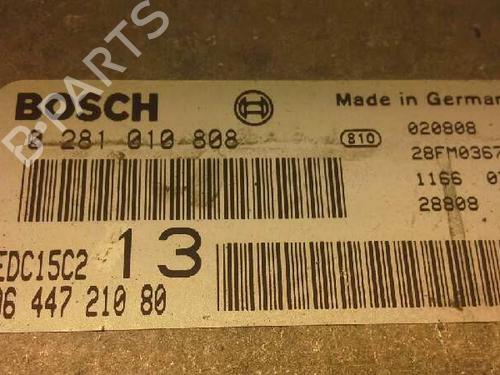 B-PARTS
BOSCH
Made in German
0 281 010 808
810
020808
28FM0367
1166
28808
EDC15C2
13
96 447 210 80